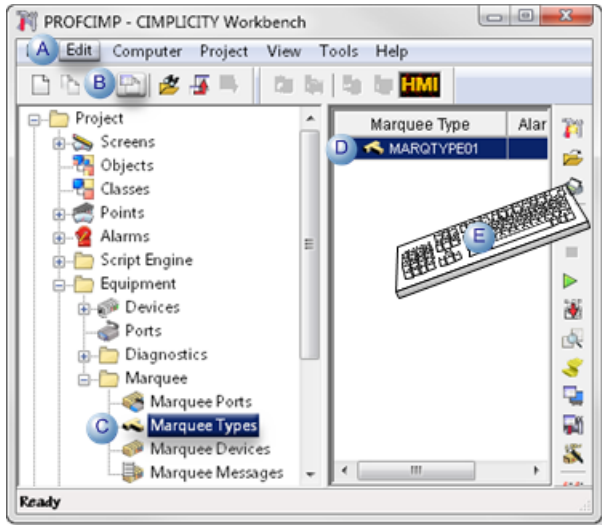 PROFCIMP - CIMPLICITY Workbench
A Edit Computer Project View Tools Help
B HMI
Project
Screens
Objects
Classes
Points
Alarms
Script Engine
Equipment
Devices
Ports
Diagnostics
Marquee
Marquee Ports
C Marquee Types
Marquee Devices
Marquee Messages
Marquee Type Alar
D MARQTYPE01
E
Ready